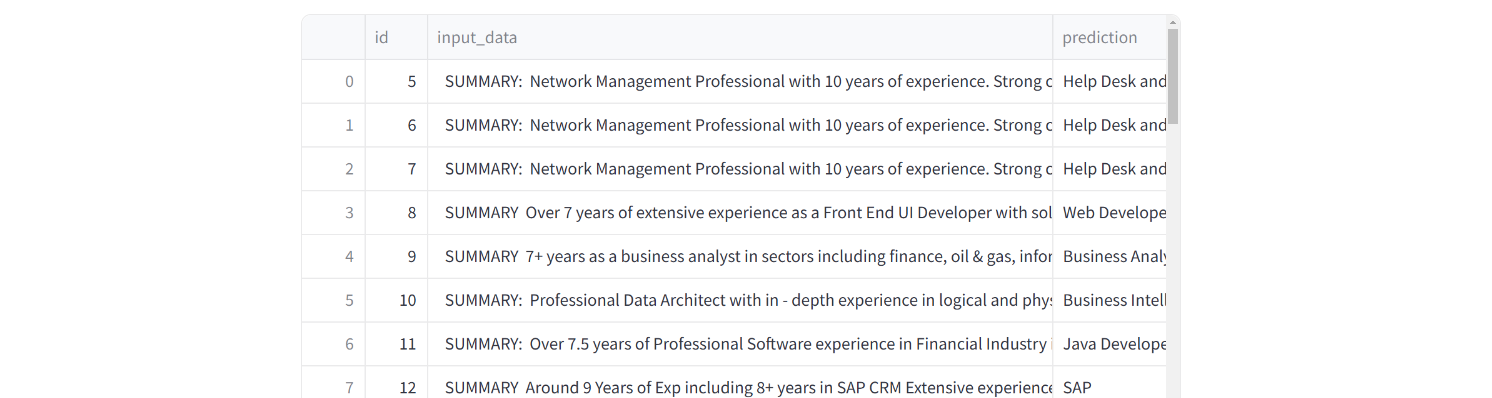 id input_data prediction
0 5 SUMMARY: Network Management Professional with 10 years of experience. Strong Help Desk and
1 6 SUMMARY: Network Management Professional with 10 years of experience. Strong Help Desk and
2 7 SUMMARY: Network Management Professional with 10 years of experience. Strong Help Desk and
3 8 SUMMARY Over 7 years of extensive experience as a Front End UI Developer with sol Web Develope
4 9 SUMMARY 7+ years as a business analyst in sectors including finance, oil & gas, infor Business Analy
5 10 SUMMARY: Professional Data Architect with in - depth experience in logical and phys Business Intell
6 11 SUMMARY: Over 7.5 years of Professional Software experience in Financial Industry Java Develope
7 12 SUMMARY Around 9 Years of Exp including 8+ years in SAP CRM Extensive experience SAP